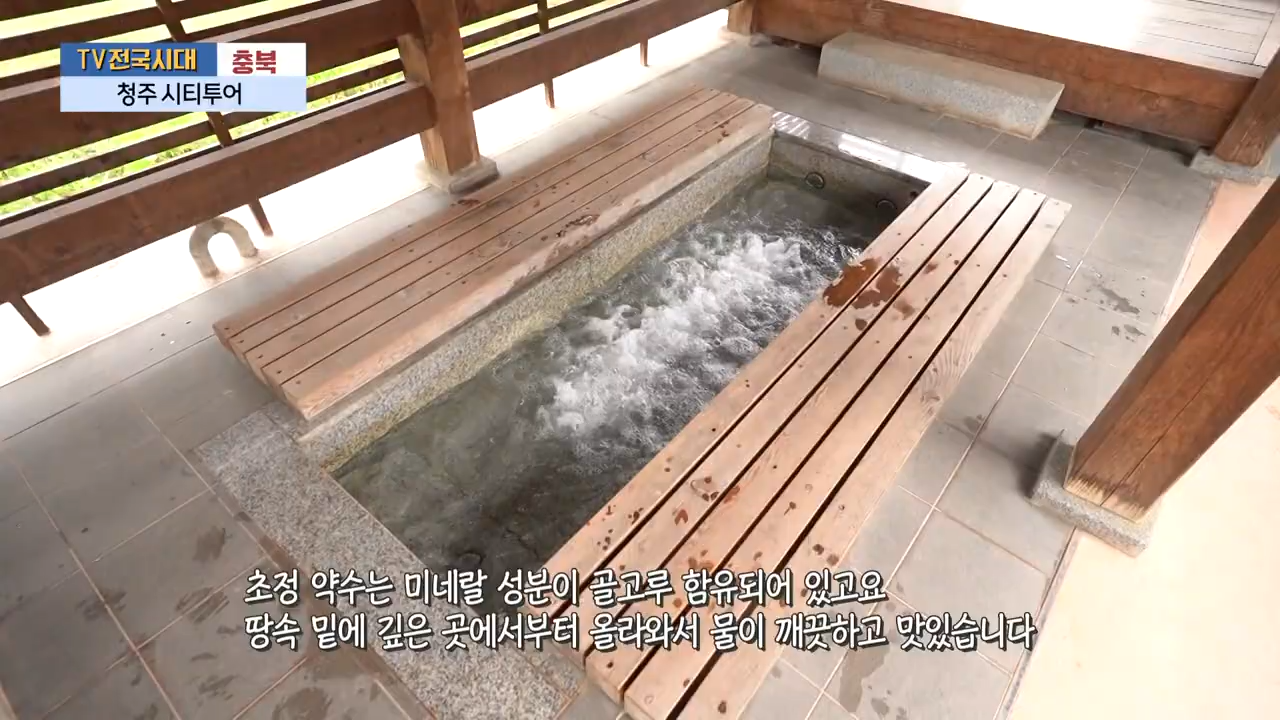 TV전국시대 충북
청주 시티투어
초정 약수는 미네랄 성분이 골고루 함유되어 있고요
땅속 밑에 깊은 곳에서부터 올라와서 물이 깨끗하고 맛있습니다